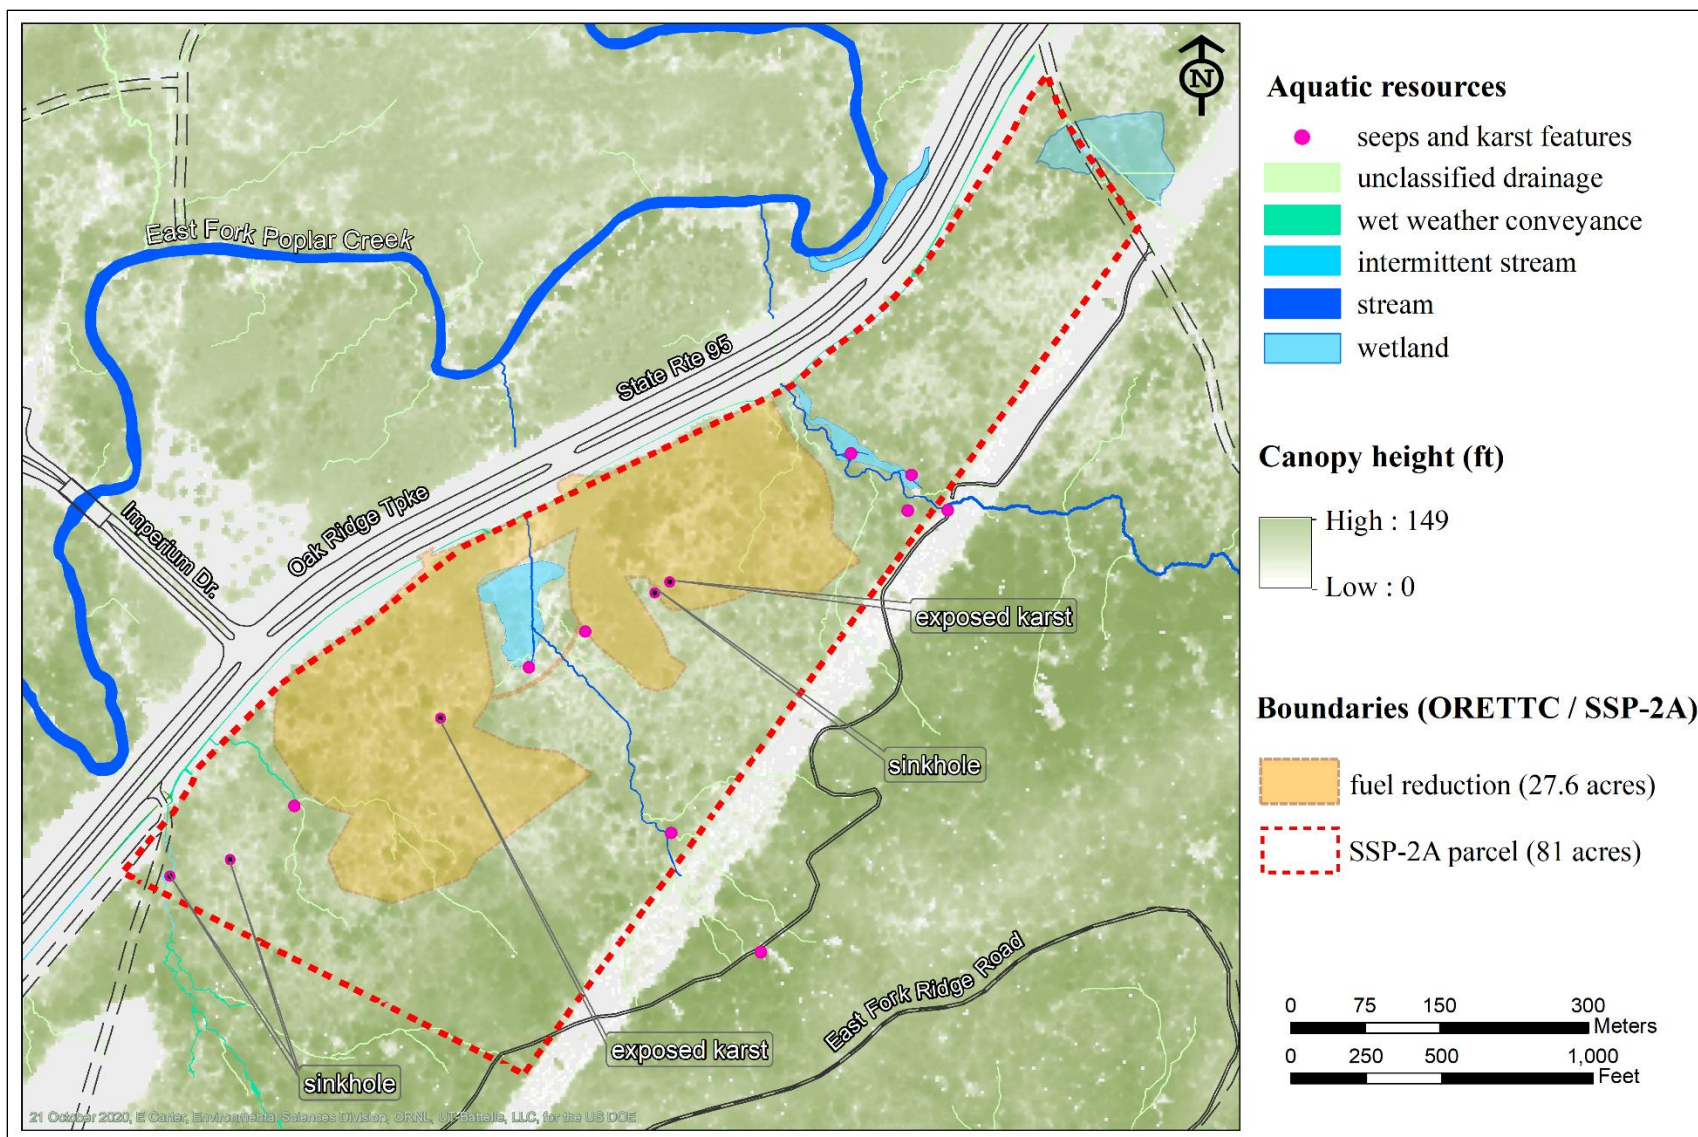 N
East Fork Poplar Creek
State Rte 95
Oak Ridge Tpke
Imperium Dr.
exposed karst
sinkhole
East Fork Ridge Road
exposed karst
sinkhole
21 October 2020, E Carter, Environmental Sciences Division, ORNL, UT-Battelle, LLC, for the US DOE
Aquatic resources
seeps and karst features
unclassified drainage
wet weather conveyance
intermittent stream
stream
wetland
Canopy height (ft)
High : 149
Low : 0
Boundaries (ORETTC / SSP-2A)
fuel reduction (27.6 acres)
SSP-2A parcel (81 acres)
0 75 150 300
Meters
0 250 500 1,000
Feet